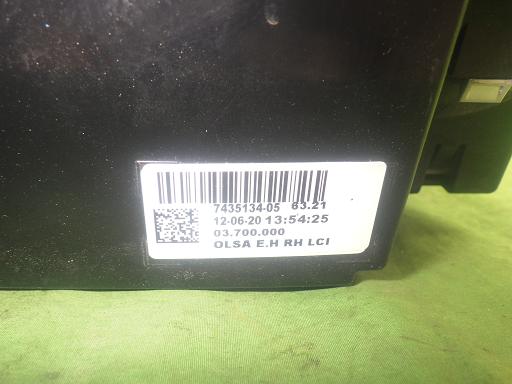 7435134-05 63.21
12-06-20 13:54:25
03.700.000
OLSA E.H RH LCI